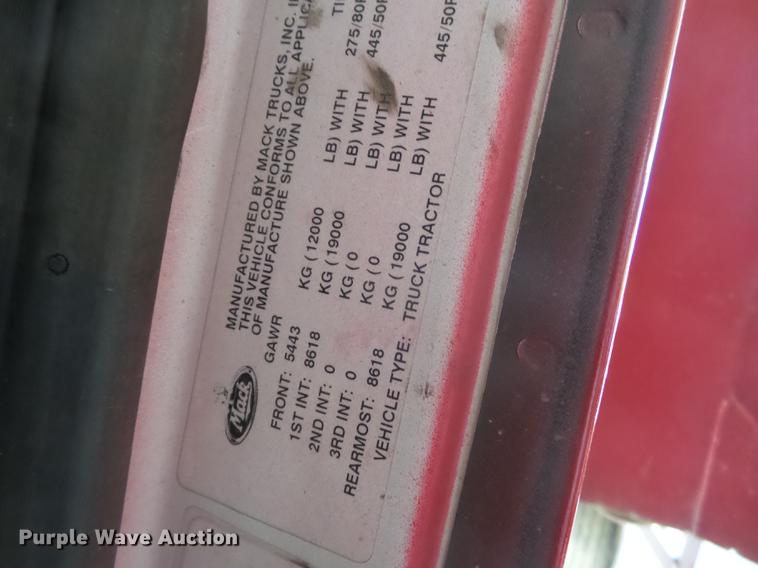 Mack
MANUFACTURED BY MACK TRUCKS, INC.
THIS VEHICLE CONFORMS TO ALL
OF MANUFACTURE SHOWN ABOVE.
GAWR
FRONT: 5443 KG (12000 LB) WITH 275/80R
1ST INT: 8618 KG (19000 LB) WITH 445/50R
2ND INT: 0 KG (0 LB) WITH
3RD INT: 0 KG (0 LB) WITH
REARMOST: 8618 KG (19000 LB) WITH 445/50R
VEHICLE TYPE: TRUCK TRACTOR
Purple Wave Auction